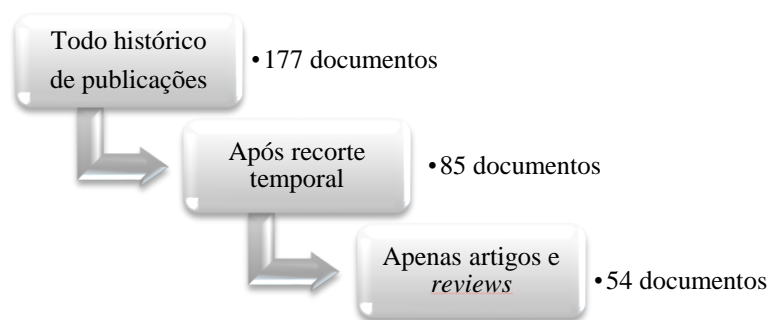 Todo histórico
de publicações
•177 documentos
Após recorte
temporal
•85 documentos
Apenas artigos e
reviews
•54 documentos